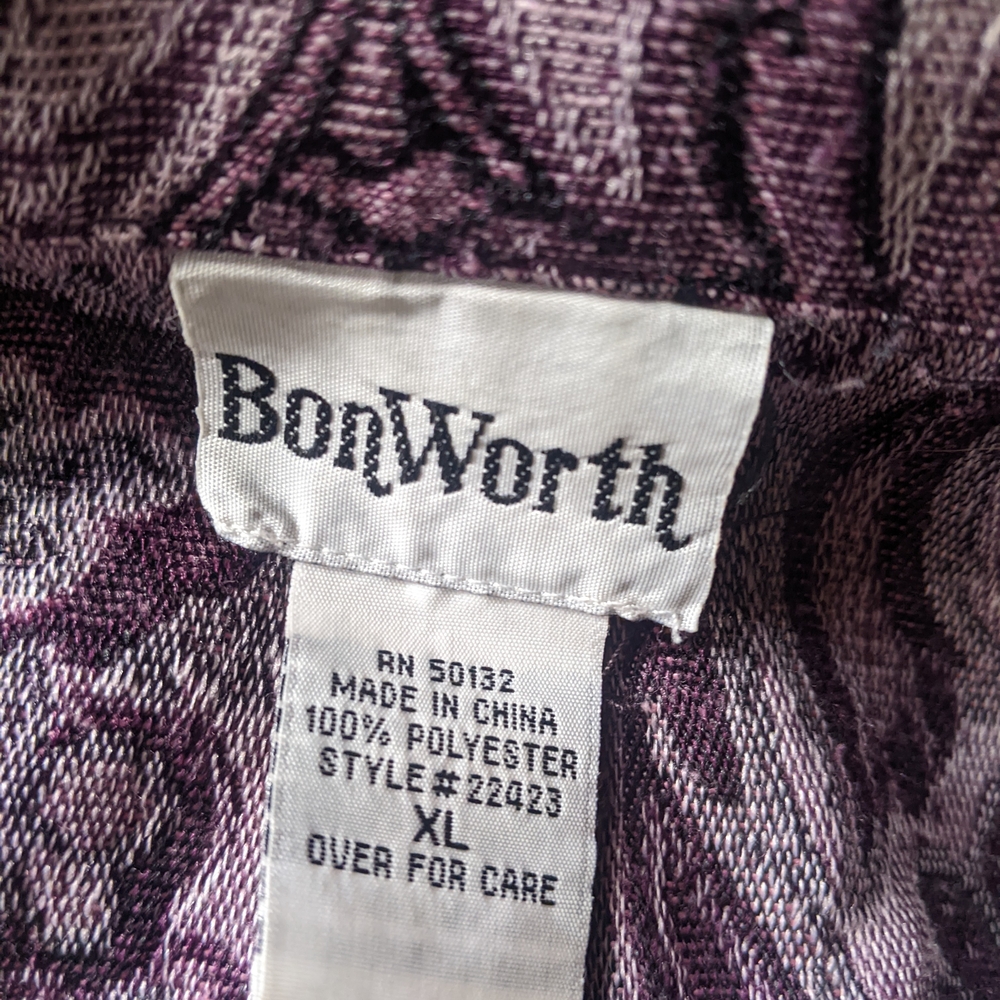 BonWorth
RN 50132
MADE IN CHINA
100% POLYESTER
STYLE# 22423
XL
OVER FOR CARE